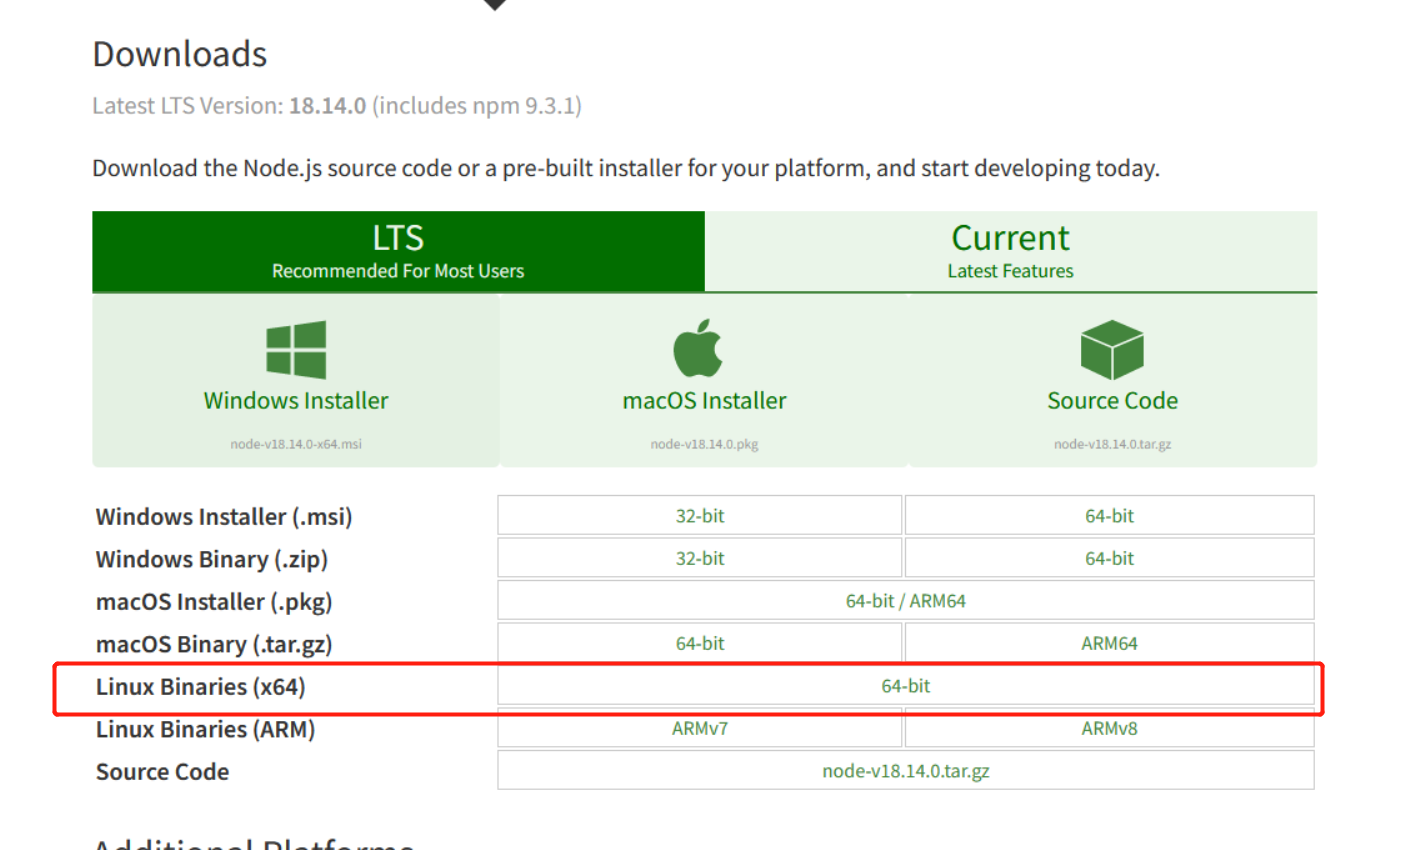 Downloads
Latest LTS Version: 18.14.0 (includes npm 9.3.1)
Download the Node.js source code or a pre-built installer for your platform, and start developing today.
LTS
Recommended For Most Users
Current
Latest Features
Windows Installer
node-v18.14.0-x64.msi
macOS Installer
node-v18.14.0.pkg
Source Code
node-v18.14.0.tar.gz
Windows Installer (.msi) 32-bit 64-bit
Windows Binary (.zip) 32-bit 64-bit
macOS Installer (.pkg) 64-bit / ARM64
macOS Binary (.tar.gz) 64-bit ARM64
Linux Binaries (x64) 64-bit
Linux Binaries (ARM) ARMv7 ARMv8
Source Code node-v18.14.0.tar.gz
Additional Platforms